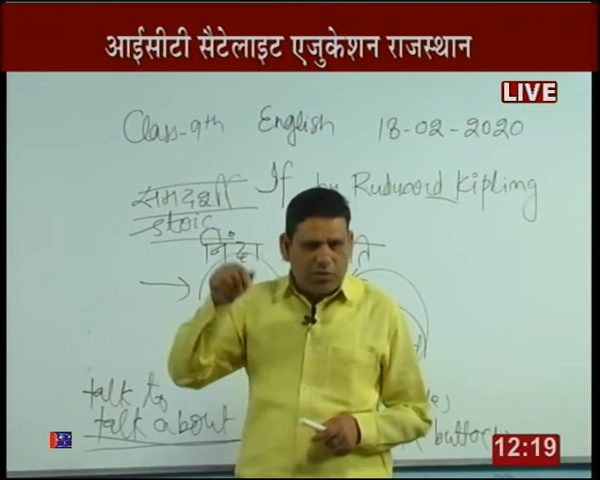 आईसीटी सैटेलाइट एजुकेशन राजस्थान
LIVE
Class-9th English 18-02-2020
If by Rudward Kipling
समदर्शी
stoic
निंदा
talk to
talk about
12:19